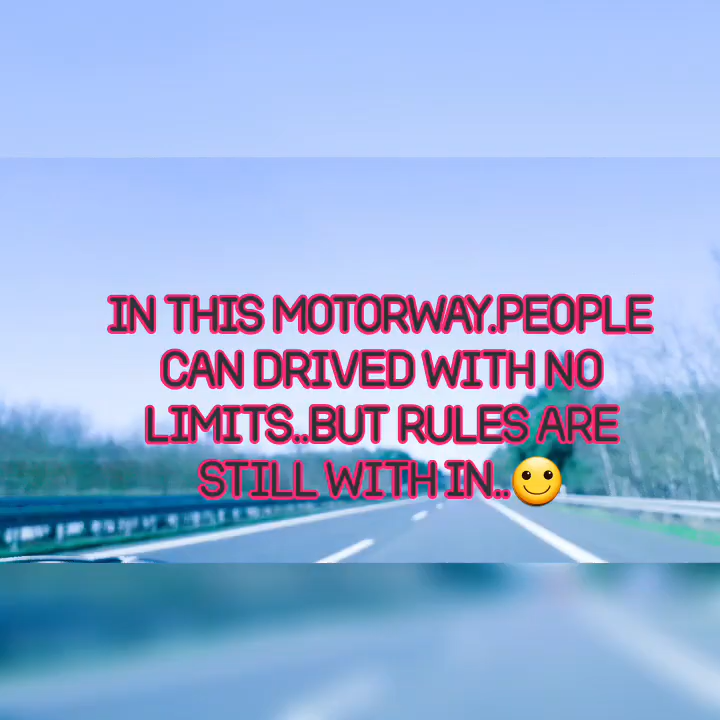 IN THIS MOTORWAY.PEOPLE
CAN DRIVED WITH NO
LIMITS..BUT RULES ARE
STILL WITH IN..🙂